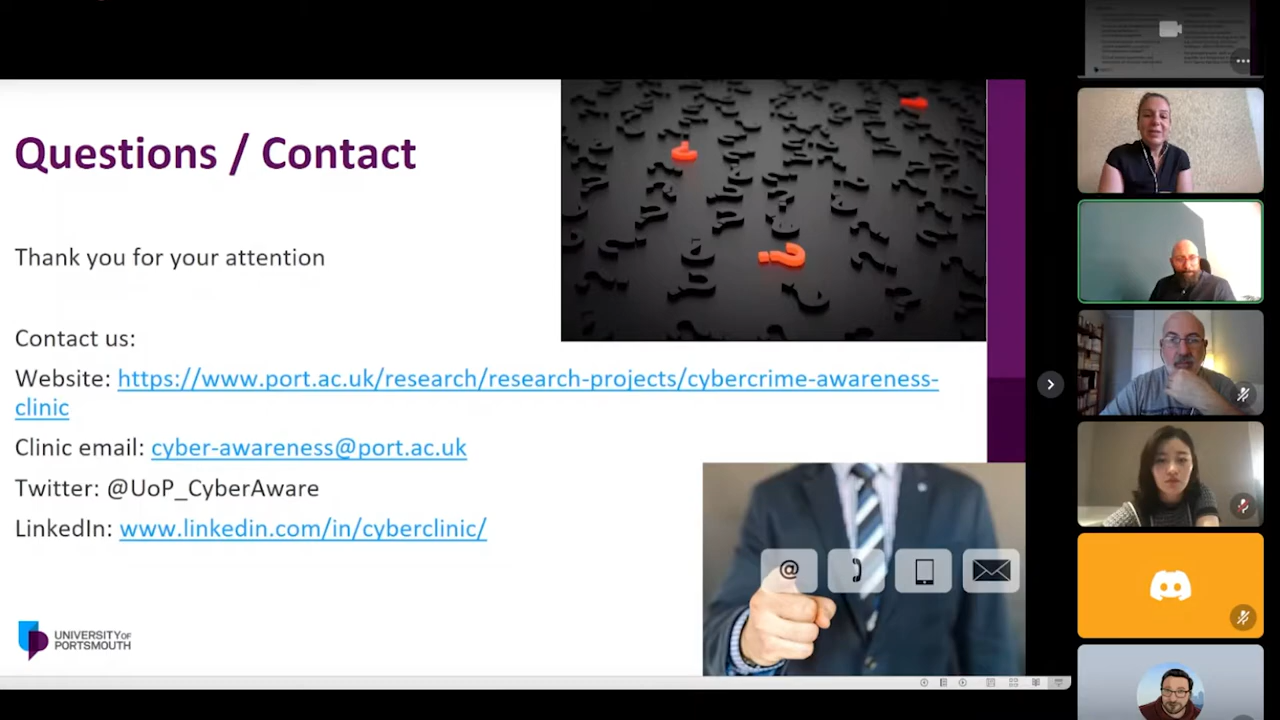 Questions / Contact
Thank you for your attention
Contact us:
Website: https://www.port.ac.uk/research/research-projects/cybercrime-awareness-
clinic
Clinic email: cyber-awareness@port.ac.uk
Twitter: @UoP_CyberAware
LinkedIn: www.linkedin.com/in/cyberclinic/
@
UNIVERSITY OF
PORTSMOUTH